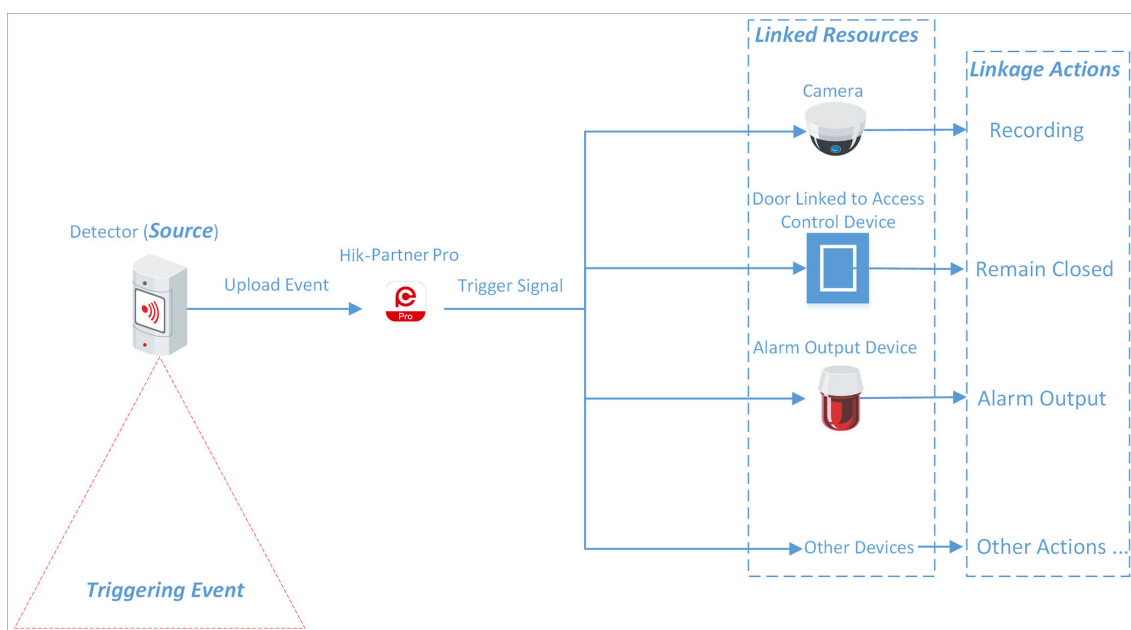 Linked Resources
Linkage Actions
Camera
Recording
Door Linked to Access
Control Device
Detector (Source)
Hik-Partner Pro
Upload Event
Trigger Signal
Remain Closed
Pro
Alarm Output Device
Alarm Output
Other Devices
Other Actions ...
Triggering Event